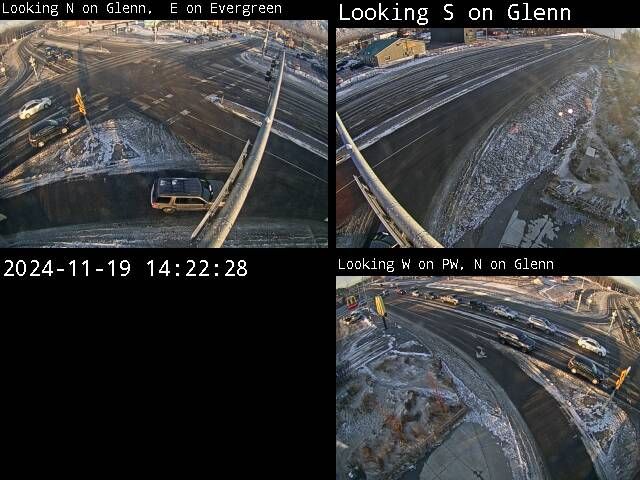 Looking N on Glenn,  E on Evergreen
Looking S on Glenn
2024-11-19 14:22:28
Looking W on PW, N on Glenn